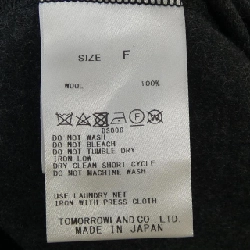 SIZE F
WOOL 100%
DO NOT WASH
DO NOT BLEACH
DO NOT TUMBLE DRY
IRON LOW
DRY CLEAN SHORT CYCLE
DO NOT MACHINE WASH
USE LAUNDRY NET
IRON WITH PRESS CLOTH
TOMORROWLAND CO., LTD.
MADE IN JAPAN